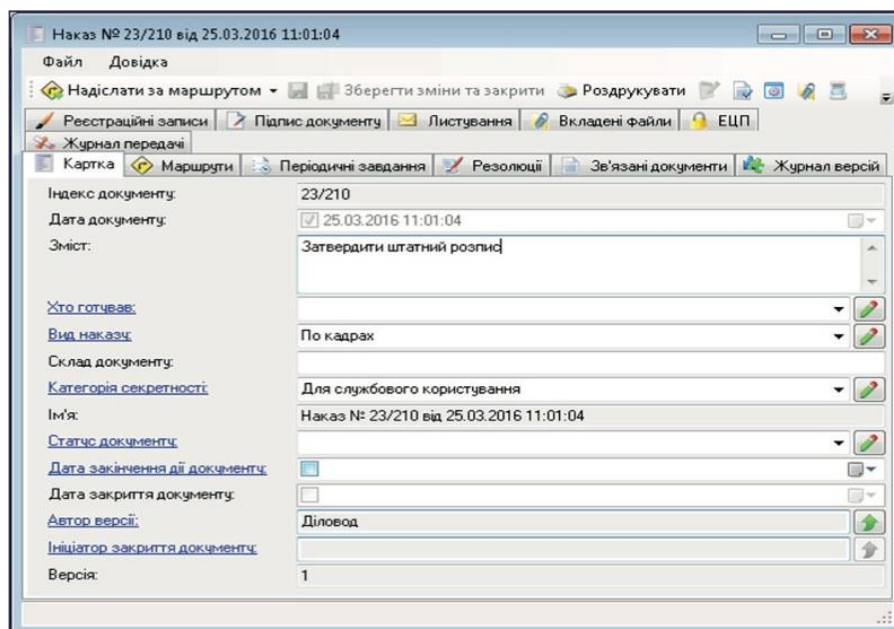 Наказ № 23/210 від 25.03.2016 11:01:04
Файл Довідка
Надіслати за маршрутом Зберегти зміни та закрити Роздрукувати
Реєстраційні записи Підпис документу Листування Вкладені файли ЕЦП
Журнал передачі
Картка Маршрути Періодичні завдання Резолюції Зв'язані документи Журнал версій
Індекс документу: 23/210
Дата документу: 25.03.2016 11:01:04
Зміст: Затвердити штатний розпис
Хто готував:
Вид наказу: По кадрах
Склад документу:
Категорія секретності: Для службового користування
Ім'я: Наказ № 23/210 від 25.03.2016 11:01:04
Статус документу:
Дата закінчення дії документу:
Дата закриття документу:
Автор версії: Діловод
Ініціатор закриття документу:
Версія: 1